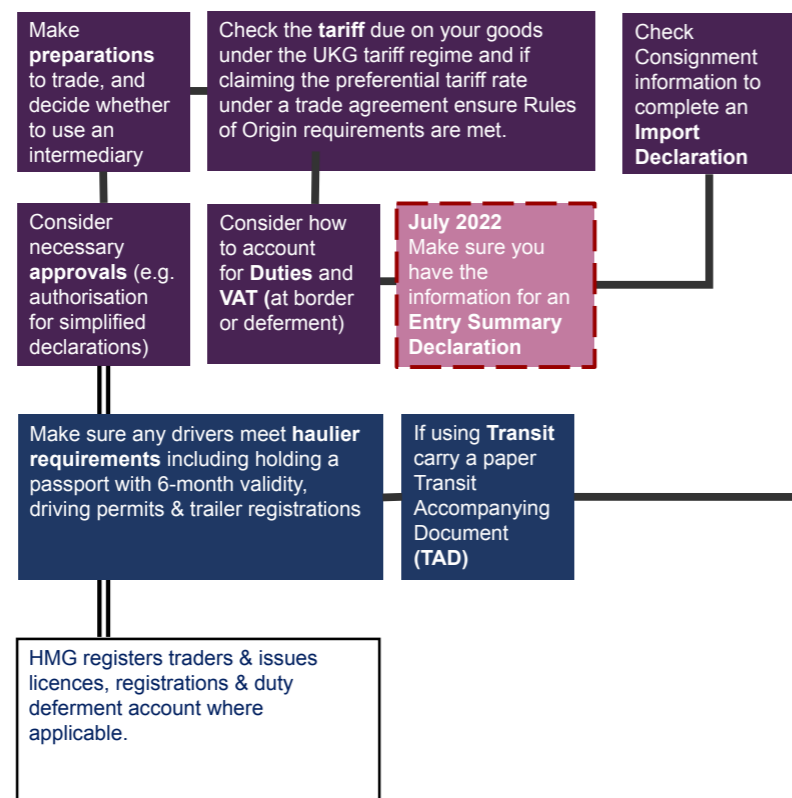 Make
preparations
to trade, and
decide whether
to use an
intermediary
Check the tariff due on your goods
under the UKG tariff regime and if
claiming the preferential tariff rate
under a trade agreement ensure Rules
of Origin requirements are met.
Check
Consignment
information to
complete an
Import
Declaration
Consider
necessary
approvals (e.g.
authorisation
for simplified
declarations)
Consider how
to account
for Duties and
VAT (at border
or deferment)
July 2022
Make sure you
have the
information for an
Entry Summary
Declaration
Make sure any drivers meet haulier
requirements including holding a
passport with 6-month validity,
driving permits & trailer registrations
If using Transit
carry a paper
Transit
Accompanying
Document
(TAD)
HMG registers traders & issues
licences, registrations & duty
deferment account where
applicable.